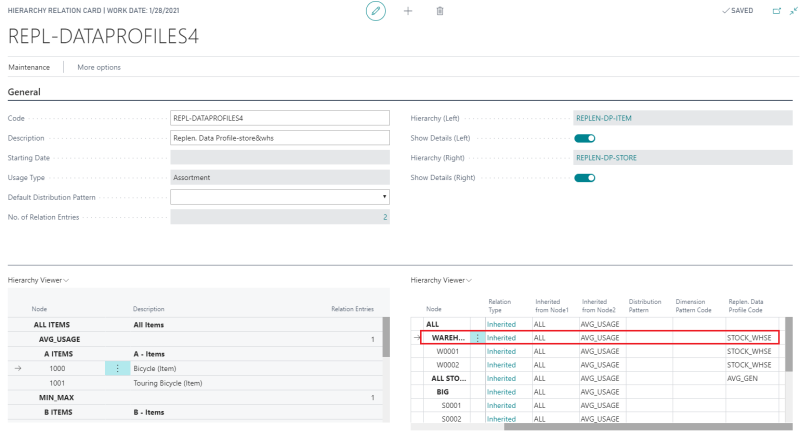 HIERARCHY RELATION CARD | WORK DATE: 1/28/2021
SAVED
REPL-DATAPROFILES4
Maintenance More options
General
Code REPL-DATAPROFILES4
Description Replen. Data Profile-store&whs
Starting Date
Usage Type Assortment
Default Distribution Pattern
No. of Relation Entries 2
Hierarchy (Left) REPLEN-DP-ITEM
Show Details (Left)
Hierarchy (Right) REPLEN-DP-STORE
Show Details (Right)
Hierarchy Viewer
Node Description Relation Entries
ALL ITEMS All Items
AVG_USAGE 1
A ITEMS A - Items
1000 Bicycle (Item)
1001 Touring Bicycle (Item)
MIN_MAX 1
B ITEMS B - Items
Hierarchy Viewer
Node Relation Type Inherited from Node1 Inherited from Node2 Distribution Pattern Dimension Pattern Code Replen. Data Profile Code
ALL Inherited ALL AVG_USAGE
WAREH... Inherited ALL AVG_USAGE STOCK_WHSE
W0001 Inherited ALL AVG_USAGE STOCK_WHSE
W0002 Inherited ALL AVG_USAGE STOCK_WHSE
ALL STO... Inherited ALL AVG_USAGE AVG_GEN
BIG Inherited ALL AVG_USAGE
S0001 Inherited ALL AVG_USAGE
S0002 Inherited ALL AVG_USAGE